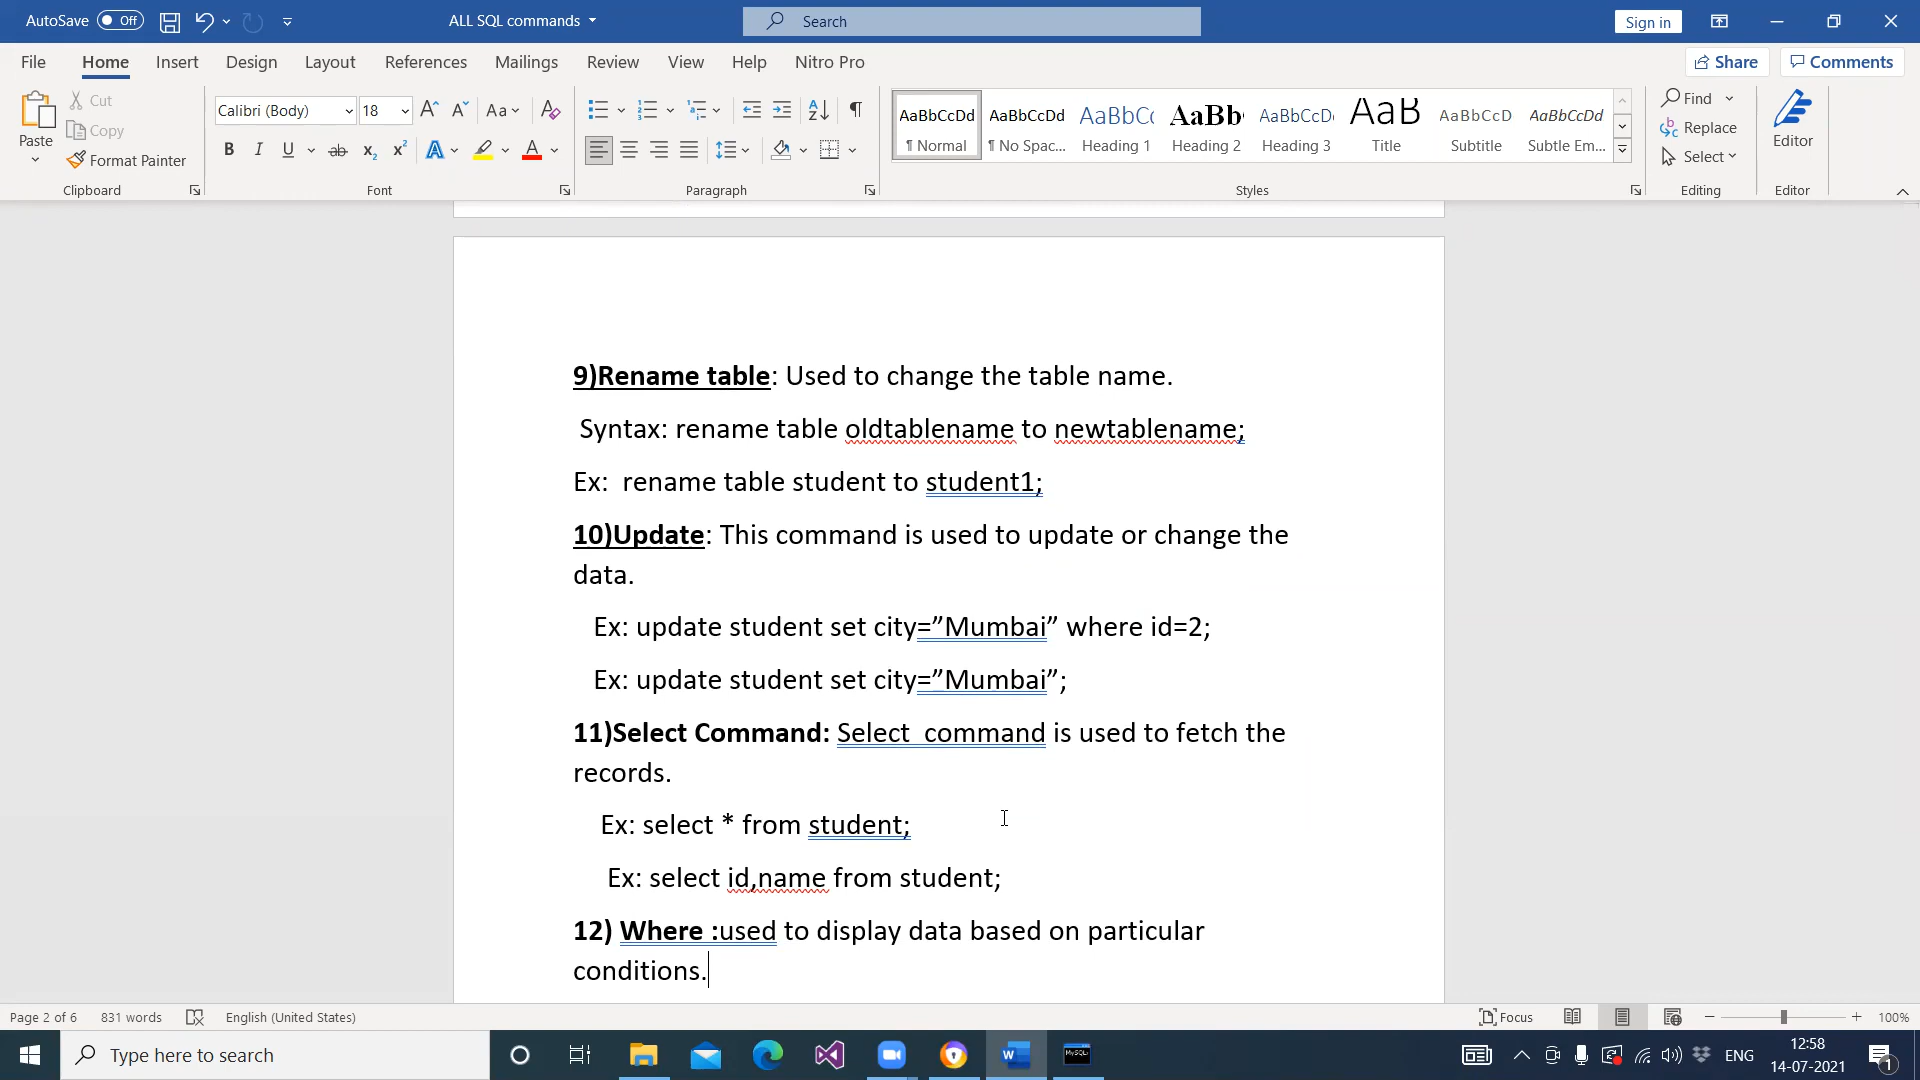 AutoSave Off ALL SQL commands Search Sign in
File Home Insert Design Layout References Mailings Review View Help Nitro Pro Share Comments
Paste Cut Copy Format Painter Clipboard
Calibri (Body) 18 Aa
B I U ab x₂ x² A A
Font
Paragraph
AaBbCcDd AaBbCcDd AaBbCc AaBb AaBbCcD AaB AaBbCcD AaBbCcDd
¶ Normal ¶ No Spac... Heading 1 Heading 2 Heading 3 Title Subtitle Subtle Em...
Styles
Find Replace Select Editing
Editor
Editor
9)Rename table: Used to change the table name.
Syntax: rename table oldtablename to newtablename;
Ex: rename table student to student1;
10)Update: This command is used to update or change the
data.
Ex: update student set city=”Mumbai” where id=2;
Ex: update student set city=”Mumbai”;
11)Select Command: Select command is used to fetch the
records.
Ex: select * from student;
Ex: select id,name from student;
12) Where :used to display data based on particular
conditions.
Page 2 of 6 831 words English (United States) Focus 100%
Type here to search ENG 12:58
14-07-2021 1